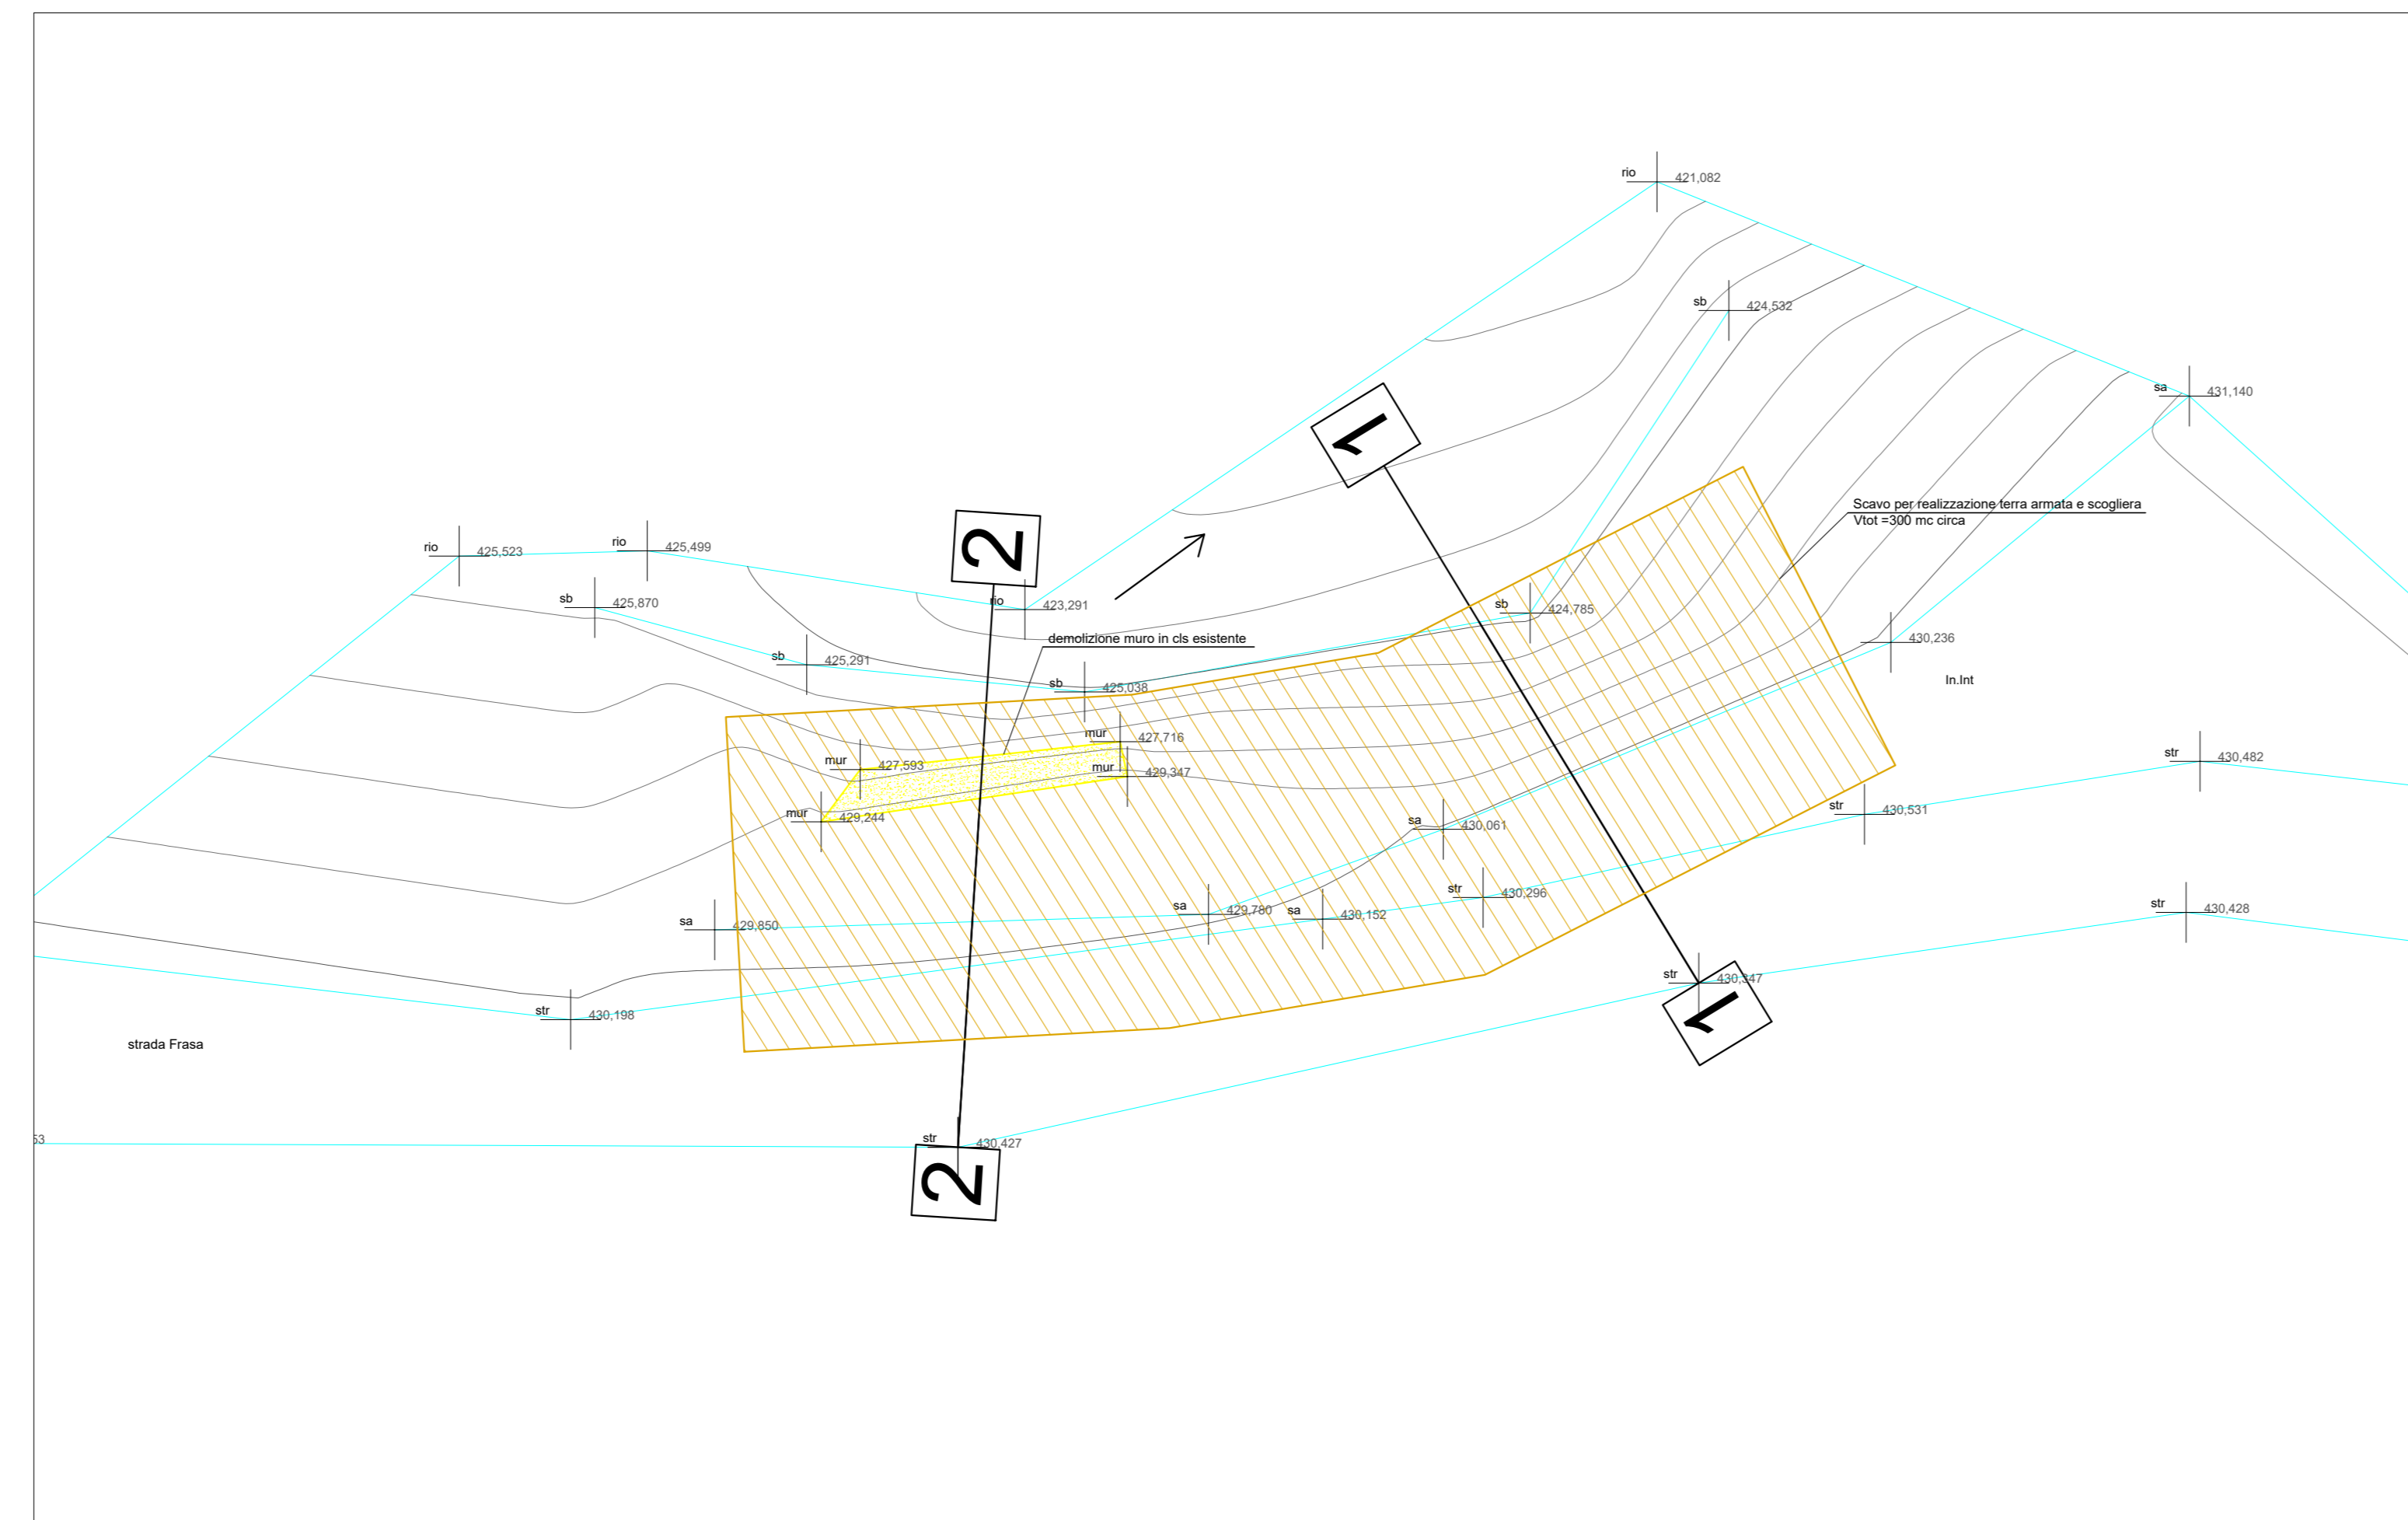 rio 421,082
sb 424,532
sa 431,140
1
Scavo per realizzazione terra armata e scogliera
Vtot =300 mc circa
2
rio 425,523
rio 425,499
sb 425,870
rio 423,291
sb 424,785
demolizione muro in cls esistente
430,236
sb 425,291
sb 425,038
In.Int
mur 427,716
mur 427,593
mur 429,347
str 430,482
mur 429,244
sa 430,061
str 430,531
str 430,296
sa 429,850
sa 429,780
sa 430,152
str 430,428
str 430,347
1
str 430,198
strada Frasa
53
str 430,427
2